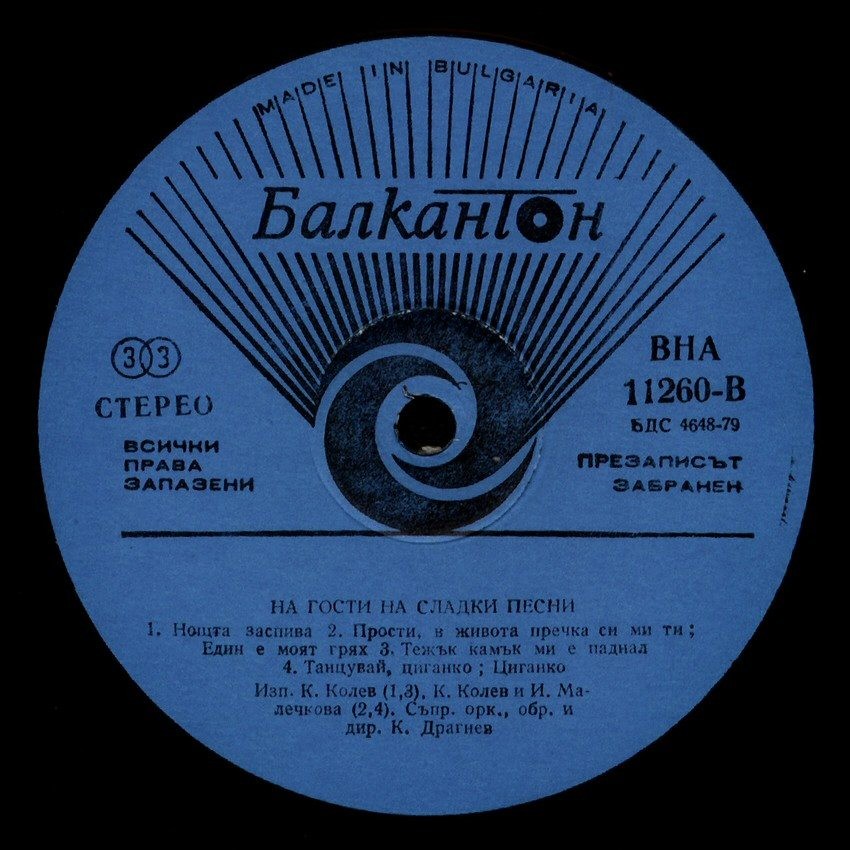 MADE IN BULGARIA
Балкантон
33
СТЕРЕО
ВСИЧКИ
ПРАВА
ЗАПАЗЕНИ
ВНА
11260-В
БДС 4648-79
ПРЕЗАПИСЪТ
ЗАБРАНЕН
НА ГОСТИ НА СЛАДКИ ПЕСНИ
1. Нощта заспива 2. Прости, в живота пречка си ми ти;
Един е моят грях 3. Тежък камък ми е паднал
4. Танцувай, циганко; Циганко
Изп. К. Колев (1,3), К. Колев и И. Ма-
лечкова (2,4). Съпр. орк., обр. и
дир. К. Драгнев